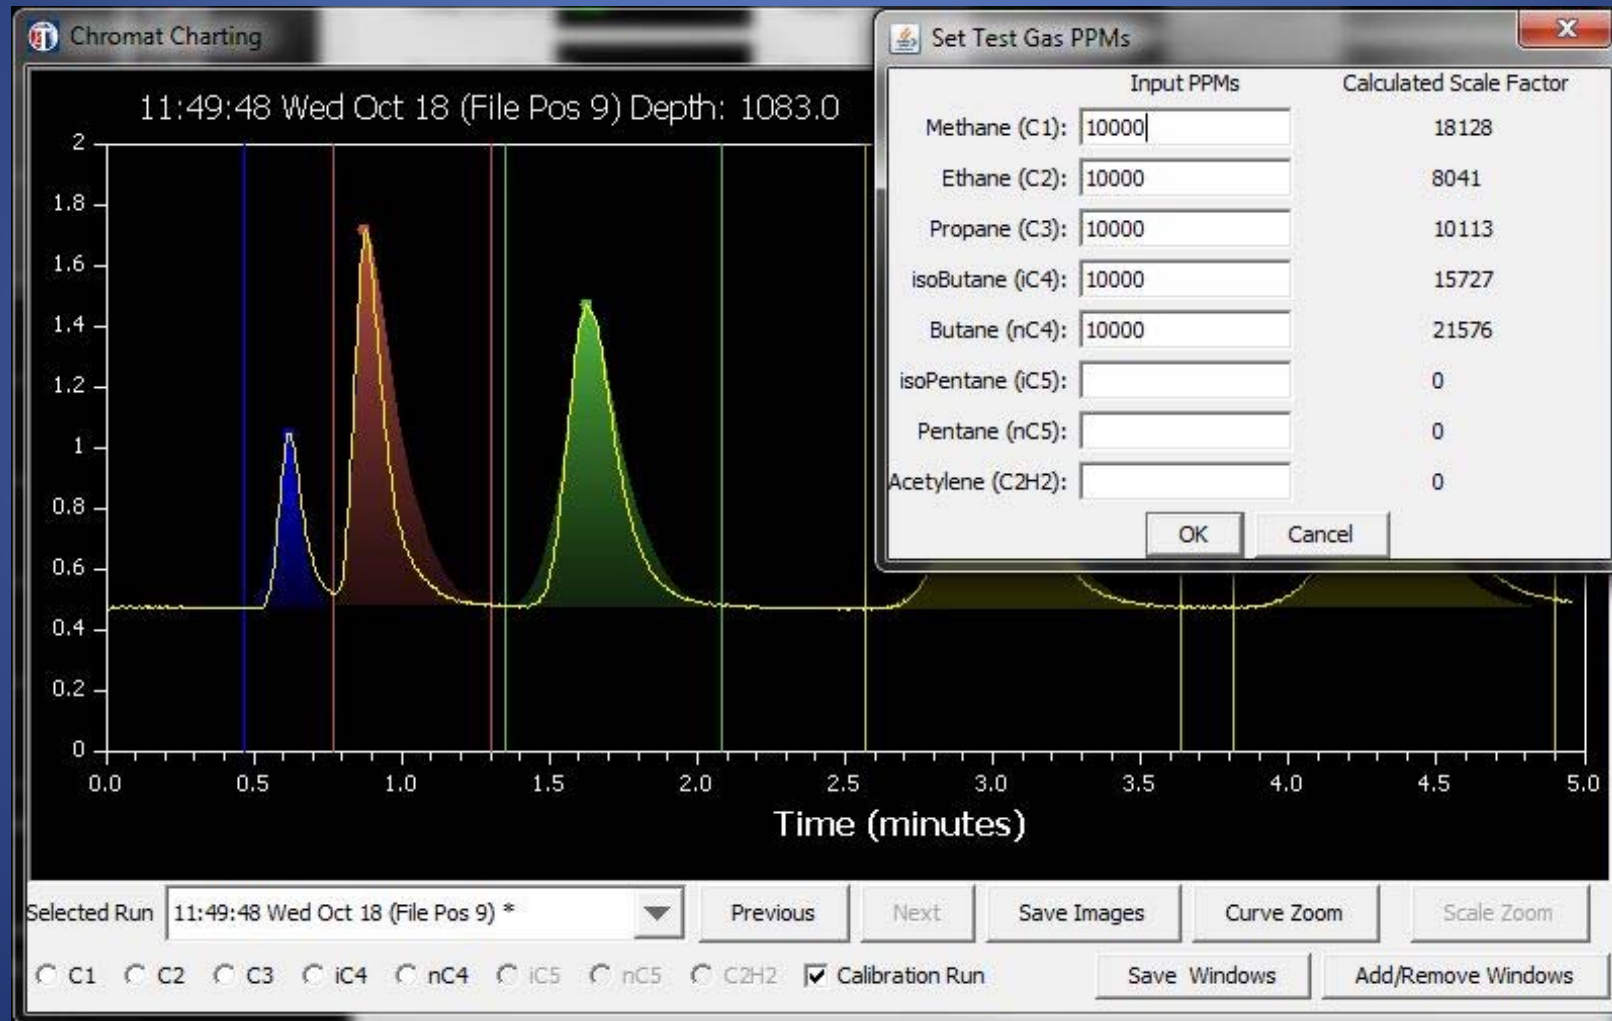 Chromat Charting
11:49:48 Wed Oct 18 (File Pos 9) Depth: 1083.0
2
1.8
1.6
1.4
1.2
1
0.8
0.6
0.4
0.2
0
0.0 0.5 1.0 1.5 2.0 2.5 3.0 3.5 4.0 4.5 5.0
Time (minutes)
Set Test Gas PPMs
Input PPMs Calculated Scale Factor
Methane (C1): 10000 18128
Ethane (C2): 10000 8041
Propane (C3): 10000 10113
isoButane (iC4): 10000 15727
Butane (nC4): 10000 21576
isoPentane (iC5): 0
Pentane (nC5): 0
Acetylene (C2H2): 0
OK Cancel
Selected Run 11:49:48 Wed Oct 18 (File Pos 9) * Previous Next Save Images Curve Zoom Scale Zoom
C1 C2 C3 iC4 nC4 iC5 nC5 C2H2 Calibration Run Save Windows Add/Remove Windows